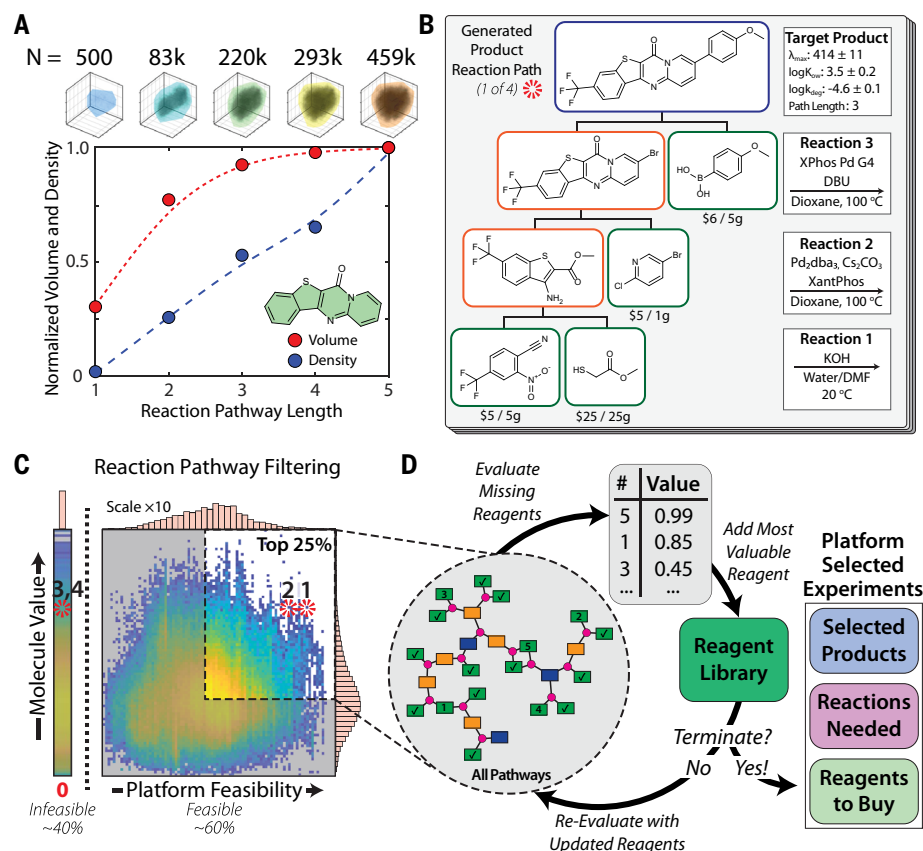 A
N = 500 83k 220k 293k 459k
Normalized Volume and Density
1.0
0.5
0
1 2 3 4 5
Reaction Pathway Length
S
O
N
N
Volume
Density
B
Generated
Product
Reaction Path
(1 of 4)
Target Product
λmax: 414 ± 11
logKow: 3.5 ± 0.2
logkdeg: -4.6 ± 0.1
Path Length: 3
Reaction 3
XPhos Pd G4
DBU
Dioxane, 100 °C
$6 / 5g
Reaction 2
Pd2dba3, Cs2CO3
XantPhos
Dioxane, 100 °C
$5 / 1g
Reaction 1
KOH
Water/DMF
20 °C
$5 / 5g
$25 / 25g
C
Reaction Pathway Filtering
Scale ×10
Top 25%
3,4
2 1
Molecule Value
0
Platform Feasibility
Infeasible
~40%
Feasible
~60%
D
Evaluate
Missing
Reagents
# Value
5 0.99
1 0.85
3 0.45
... ...
Add Most
Valuable
Reagent
3
2
5
1
4
All Pathways
Reagent
Library
Terminate?
No Yes!
Re-Evaluate with
Updated Reagents
Platform
Selected
Experiments
Selected
Products
Reactions
Needed
Reagents
to Buy